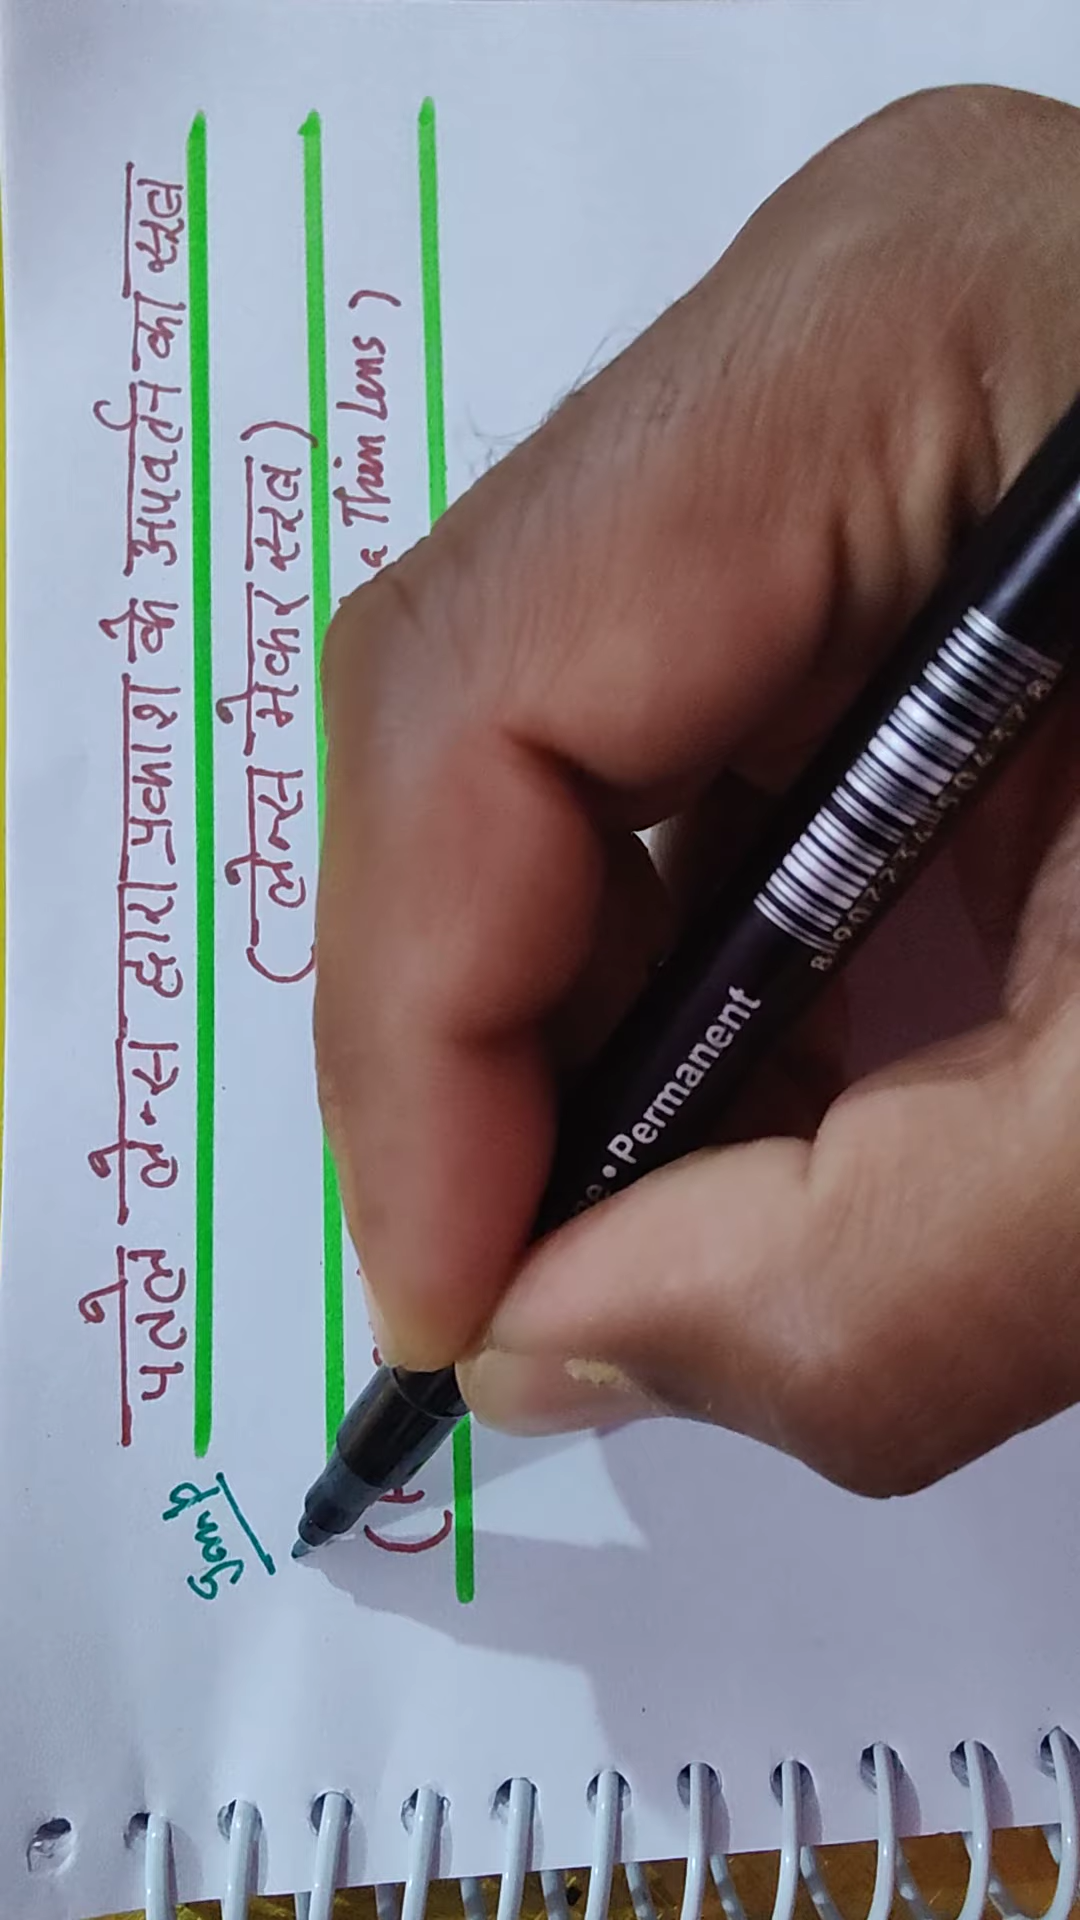 पतले लेन्स द्वारा प्रकाश के अपवर्तन का सूत्र
(लेन्स मेकर सूत्र)
a Thin Lens)
• Permanent